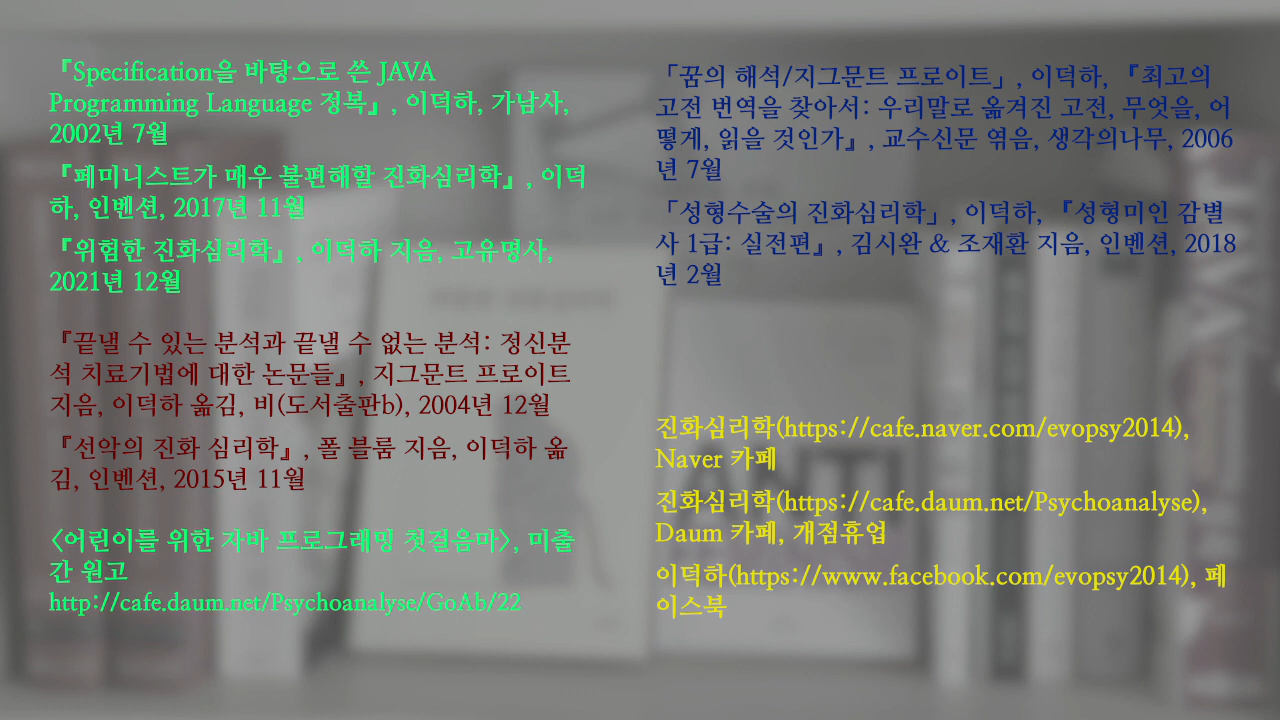 『Specification을 바탕으로 쓴 JAVA
Programming Language 정복』, 이덕하, 가남사,
2002년 7월
『페미니스트가 매우 불편해할 진화심리학』, 이덕
하, 인벤션, 2017년 11월
『위험한 진화심리학』, 이덕하 지음, 고유명사,
2021년 12월
『끝낼 수 있는 분석과 끝낼 수 없는 분석: 정신분
석 치료기법에 대한 논문들』, 지그문트 프로이트
지음, 이덕하 옮김, 비(도서출판b), 2004년 12월
『선악의 진화 심리학』, 폴 블룸 지음, 이덕하 옮
김, 인벤션, 2015년 11월
〈어린이를 위한 자바 프로그래밍 첫걸음마〉, 미출
간 원고
http://cafe.daum.net/Psychoanalyse/GoAb/22
「꿈의 해석/지그문트 프로이트」, 이덕하, 『최고의
고전 번역을 찾아서: 우리말로 옮겨진 고전, 무엇을, 어
떻게, 읽을 것인가』, 교수신문 엮음, 생각의나무, 2006
년 7월
「성형수술의 진화심리학」, 이덕하, 『성형미인 감별
사 1급: 실전편』, 김시완 & 조재환 지음, 인벤션, 2018
년 2월
진화심리학(https://cafe.naver.com/evopsy2014),
Naver 카페
진화심리학(https://cafe.daum.net/Psychoanalyse),
Daum 카페, 개점휴업
이덕하(https://www.facebook.com/evopsy2014), 페
이스북